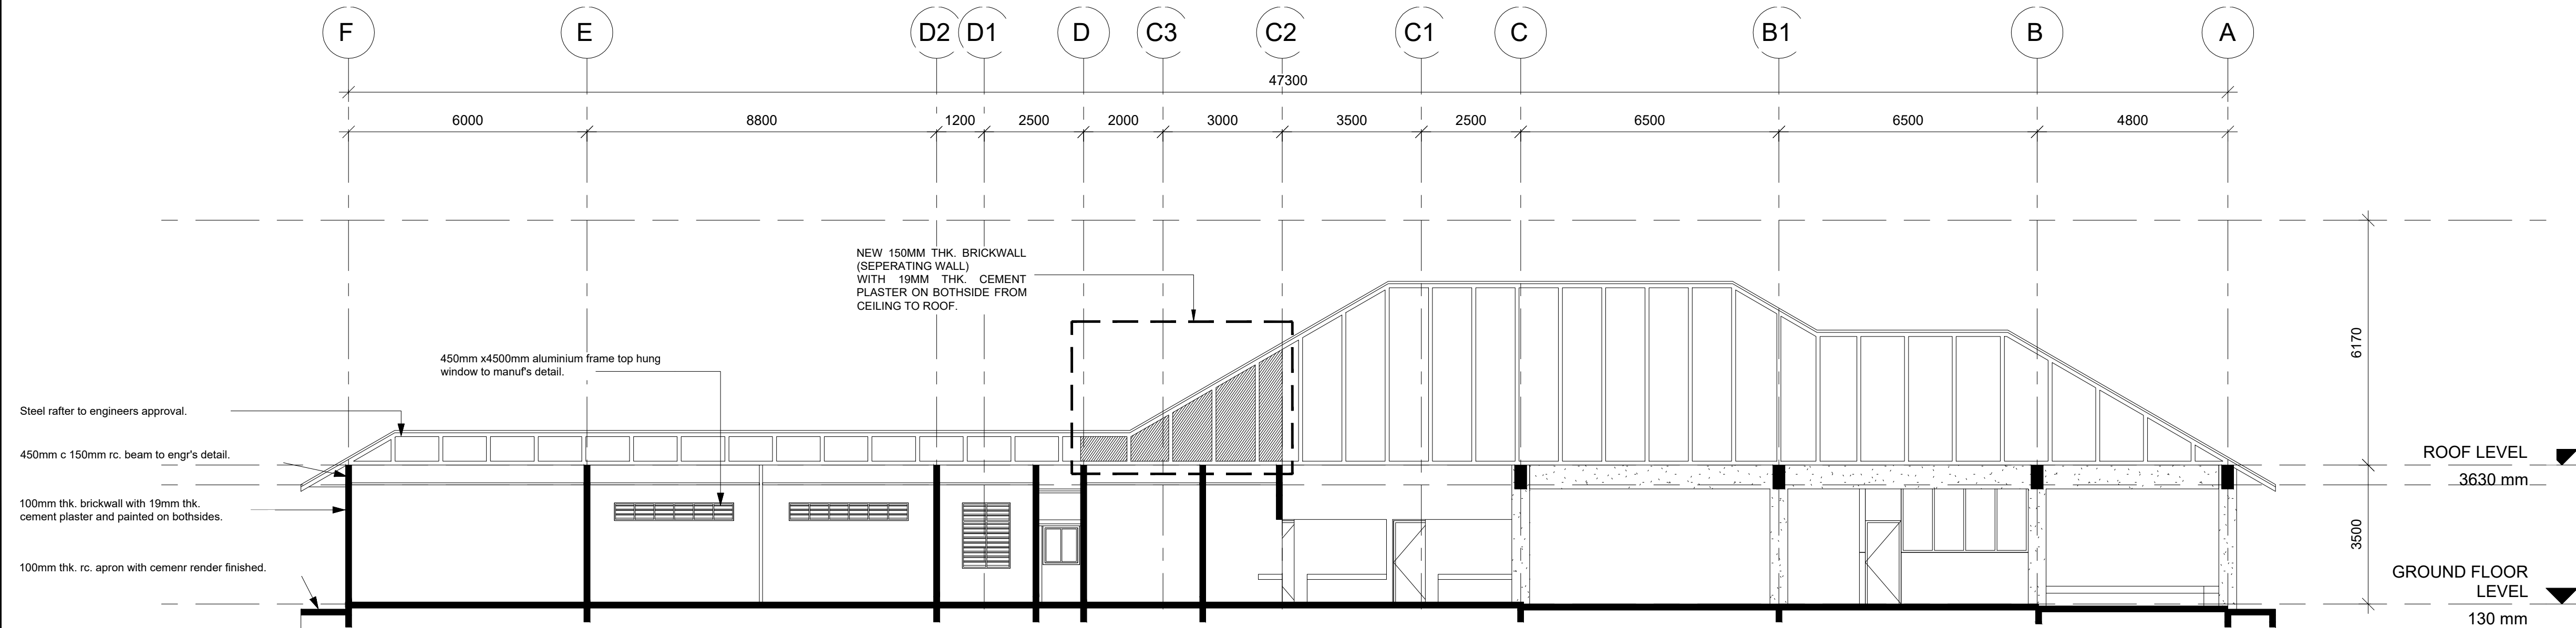 F E D2 D1 D C3 C2 C1 C B1 B A
47300
6000 8800 1200 2500 2000 3000 3500 2500 6500 6500 4800
NEW 150MM THK. BRICKWALL
(SEPERATING WALL)
WITH 19MM THK. CEMENT
PLASTER ON BOTHSIDE FROM
CEILING TO ROOF.
6170
450mm x4500mm aluminium frame top hung
window to manuf's detail.
Steel rafter to engineers approval.
450mm c 150mm rc. beam to engr's detail.
ROOF LEVEL
3630 mm
100mm thk. brickwall with 19mm thk.
cement plaster and painted on bothsides.
3500
100mm thk. rc. apron with cemenr render finished.
GROUND FLOOR
LEVEL
130 mm